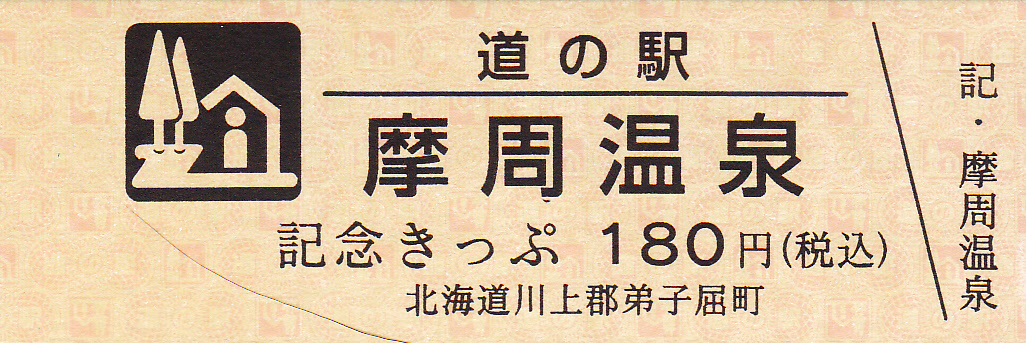 道の駅
摩周温泉
記念きっぷ 180円(税込)
北海道川上郡弟子屈町
記・摩周温泉